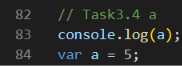 82 // Task3.4 a
83 console.log(a);
84 var a = 5;